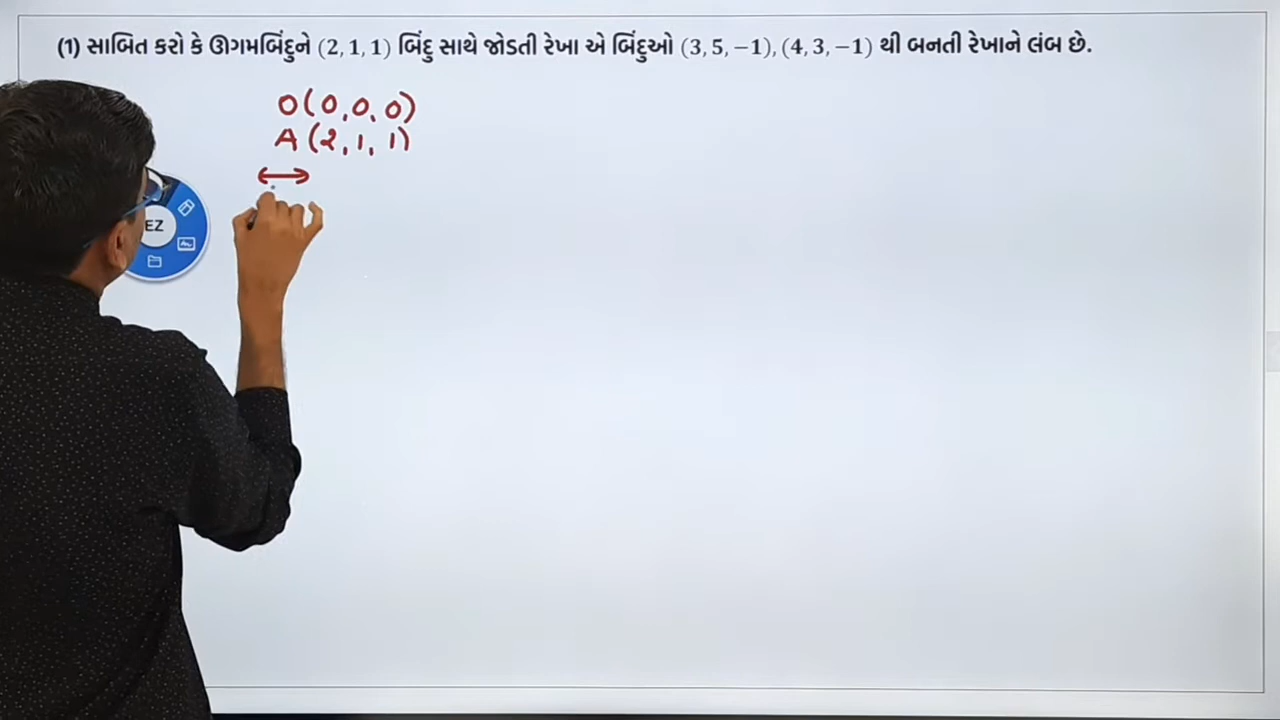 (1) સાબિત કરો કે ઊગમબિંદુને (2, 1, 1) બિંદુ સાથે જોડતી રેખા એ બિંદુઓ (3, 5, −1), (4, 3, −1) થી બનતી રેખાને લંબ છે.
O(0,0,0)
A(2,1,1)
EZ